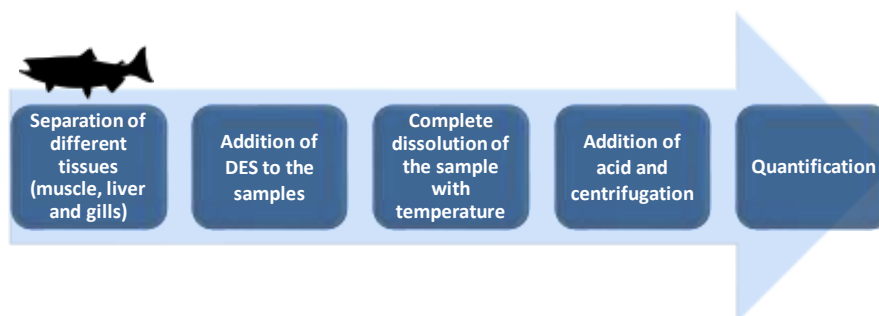 Separation of
different
tissues
(muscle, liver
and gills)
Addition of
DES to the
samples
Complete
dissolution of
the sample
with
temperature
Addition of
acid and
centrifugation
Quantification